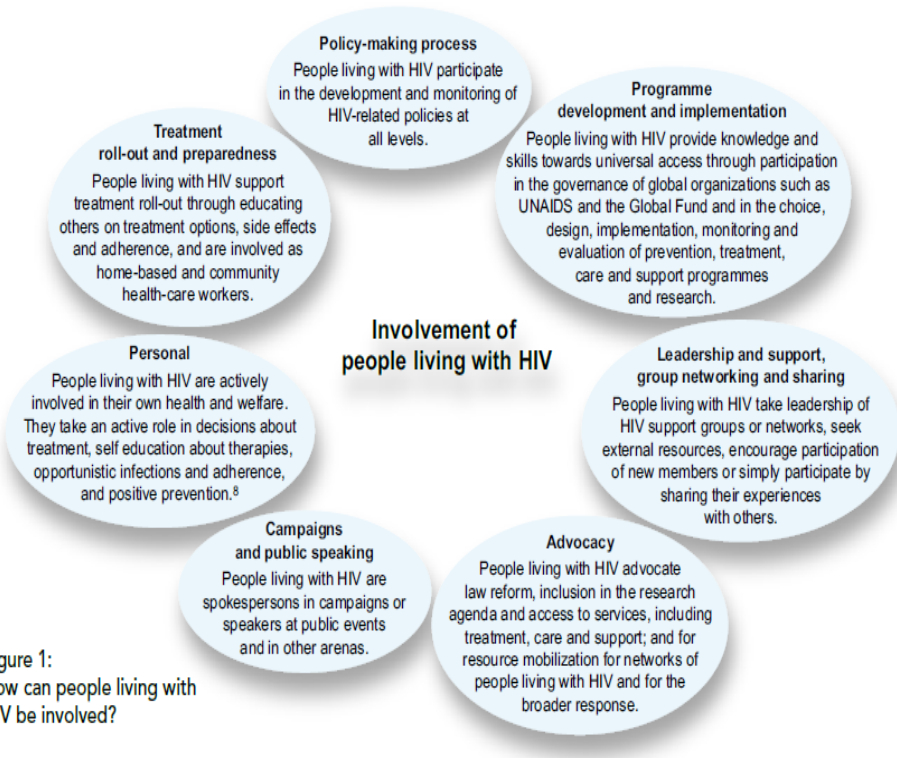 Policy-making process
People living with HIV participate
in the development and monitoring of
HIV-related policies at
all levels.
Programme
development and implementation
People living with HIV provide knowledge and
skills towards universal access through participation
in the governance of global organizations such as
UNAIDS and the Global Fund and in the choice,
design, implementation, monitoring and
evaluation of prevention, treatment,
care and support programmes
and research.
Treatment
roll-out and preparedness
People living with HIV support
treatment roll-out through educating
others on treatment options, side effects
and adherence, and are involved as
home-based and community
health-care workers.
Involvement of
people living with HIV
Personal
People living with HIV are actively
involved in their own health and welfare.
They take an active role in decisions about
treatment, self education about therapies,
opportunistic infections and adherence,
and positive prevention.⁸
Leadership and support,
group networking and sharing
People living with HIV take leadership of
HIV support groups or networks, seek
external resources, encourage participation
of new members or simply participate by
sharing their experiences
with others.
Campaigns
and public speaking
People living with HIV are
spokespersons in campaigns or
speakers at public events
and in other arenas.
Advocacy
People living with HIV advocate
law reform, inclusion in the research
agenda and access to services, including
treatment, care and support; and for
resource mobilization for networks of
people living with HIV and for the
broader response.
gure 1:
ow can people living with
IV be involved?